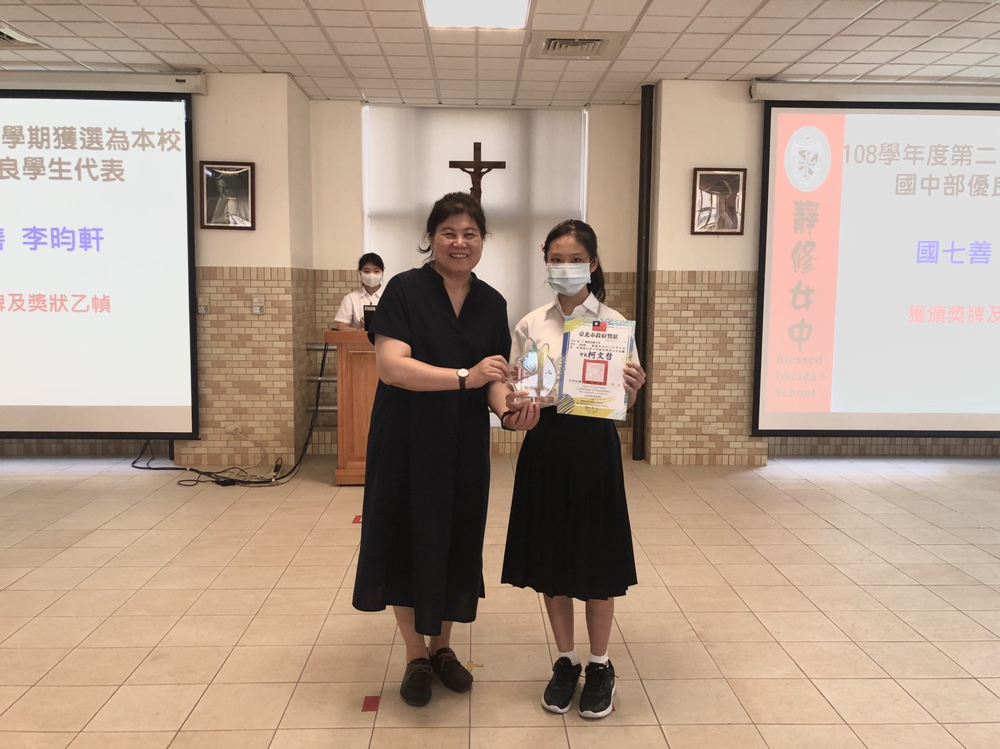 學期獲選為本校
良學生代表
善 李昀軒
牌及獎狀乙幀
臺北市政府獎狀
市長柯文哲
Certificate of Excellence
108學年度第二
國中部優良
國七善
獲頒獎牌及
靜修女中
Blessed
Imelda's
School